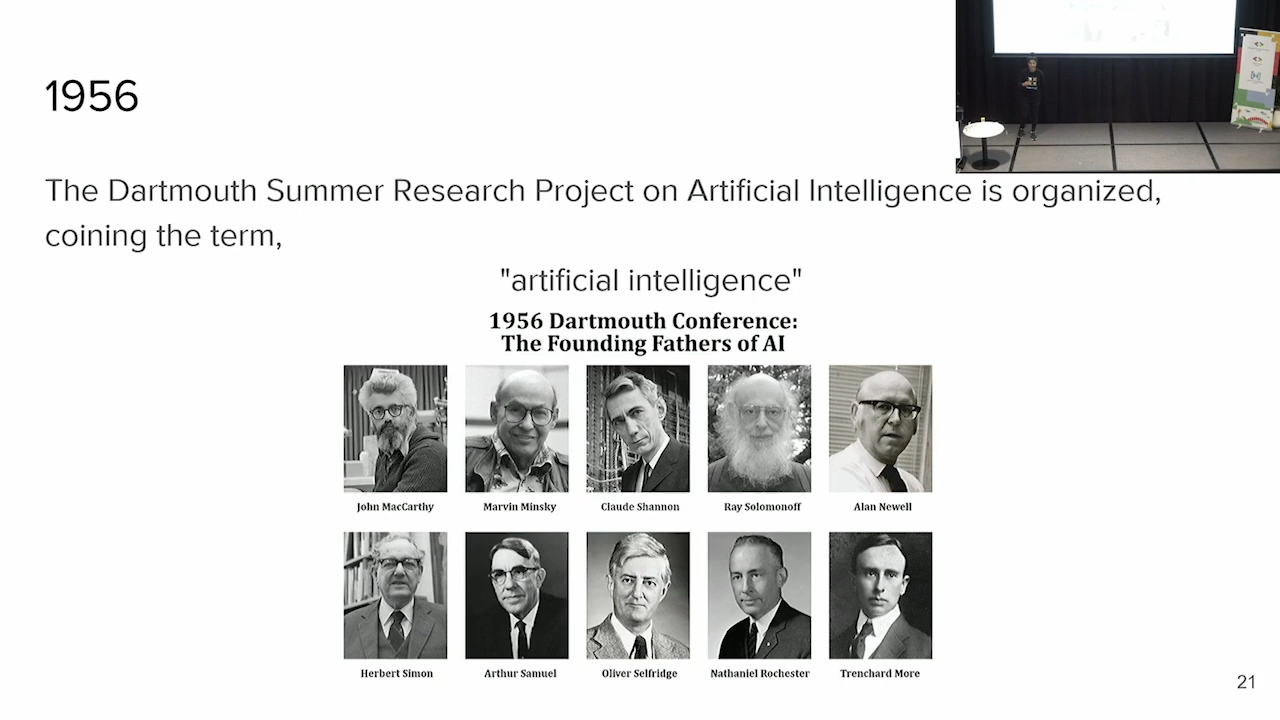 1956
The Dartmouth Summer Research Project on Artificial Intelligence is organized,
coining the term,
"artificial intelligence"
1956 Dartmouth Conference:
The Founding Fathers of AI
John MacCarthy
Marvin Minsky
Claude Shannon
Ray Solomonoff
Alan Newell
Herbert Simon
Arthur Samuel
Oliver Selfridge
Nathaniel Rochester
Trenchard More
21